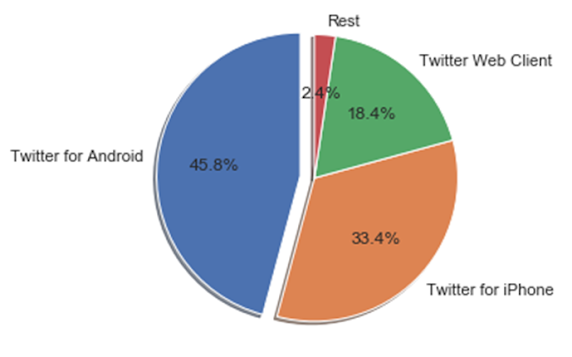 Rest
Twitter Web Client
2.4%
18.4%
Twitter for Android
45.8%
33.4%
Twitter for iPhone